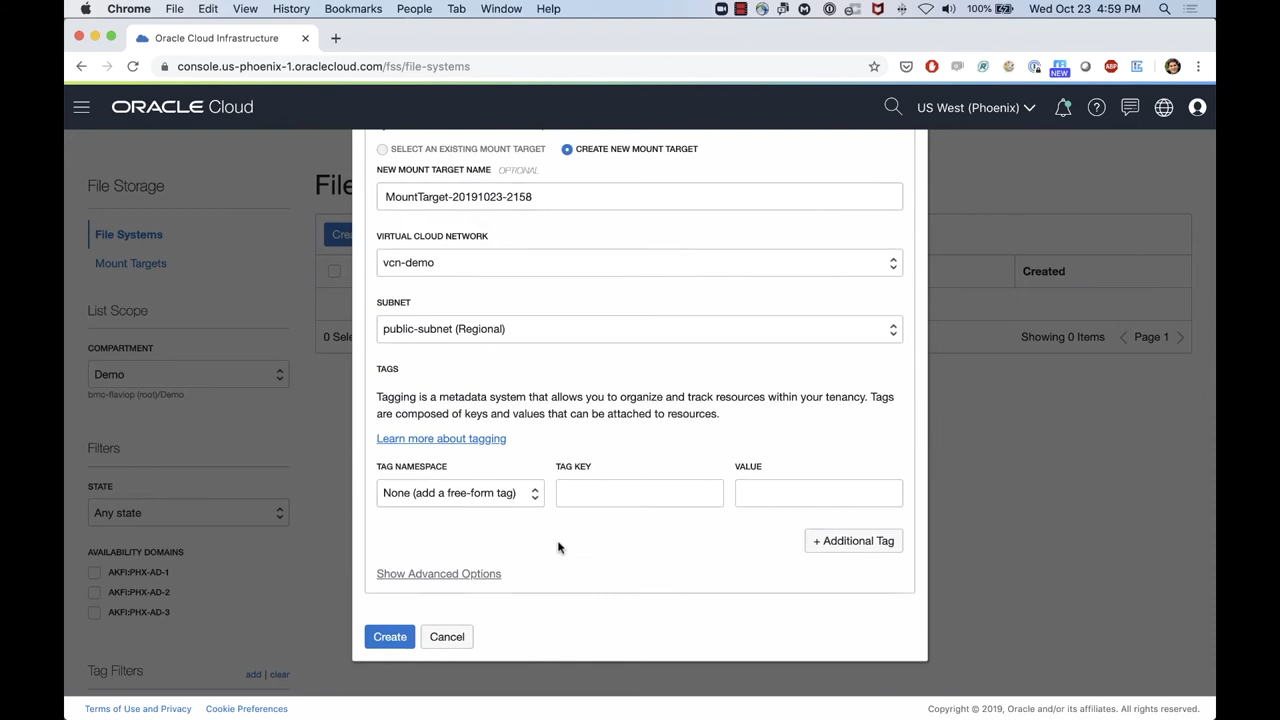 Chrome File Edit View History Bookmarks People Tab Window Help 100% Wed Oct 23 4:59 PM
Oracle Cloud Infrastructure
console.us-phoenix-1.oraclecloud.com/fss/file-systems
NEW
ABP
ORACLE Cloud
US West (Phoenix)
File Storage
File Systems
Mount Targets
List Scope
COMPARTMENT
Demo
bmc-flaviop (root)/Demo
Filters
STATE
Any state
AVAILABILITY DOMAINS
AKFI:PHX-AD-1
AKFI:PHX-AD-2
AKFI:PHX-AD-3
Tag Filters
add | clear
File
Crea
0 Sele
SELECT AN EXISTING MOUNT TARGET
CREATE NEW MOUNT TARGET
NEW MOUNT TARGET NAME OPTIONAL
MountTarget-20191023-2158
VIRTUAL CLOUD NETWORK
vcn-demo
SUBNET
public-subnet (Regional)
TAGS
Tagging is a metadata system that allows you to organize and track resources within your tenancy. Tags
are composed of keys and values that can be attached to resources.
Learn more about tagging
TAG NAMESPACE
TAG KEY
VALUE
None (add a free-form tag)
+ Additional Tag
Show Advanced Options
Create
Cancel
Created
Showing 0 Items
Page 1
Terms of Use and Privacy
Cookie Preferences
Copyright © 2019, Oracle and/or its affiliates. All rights reserved.